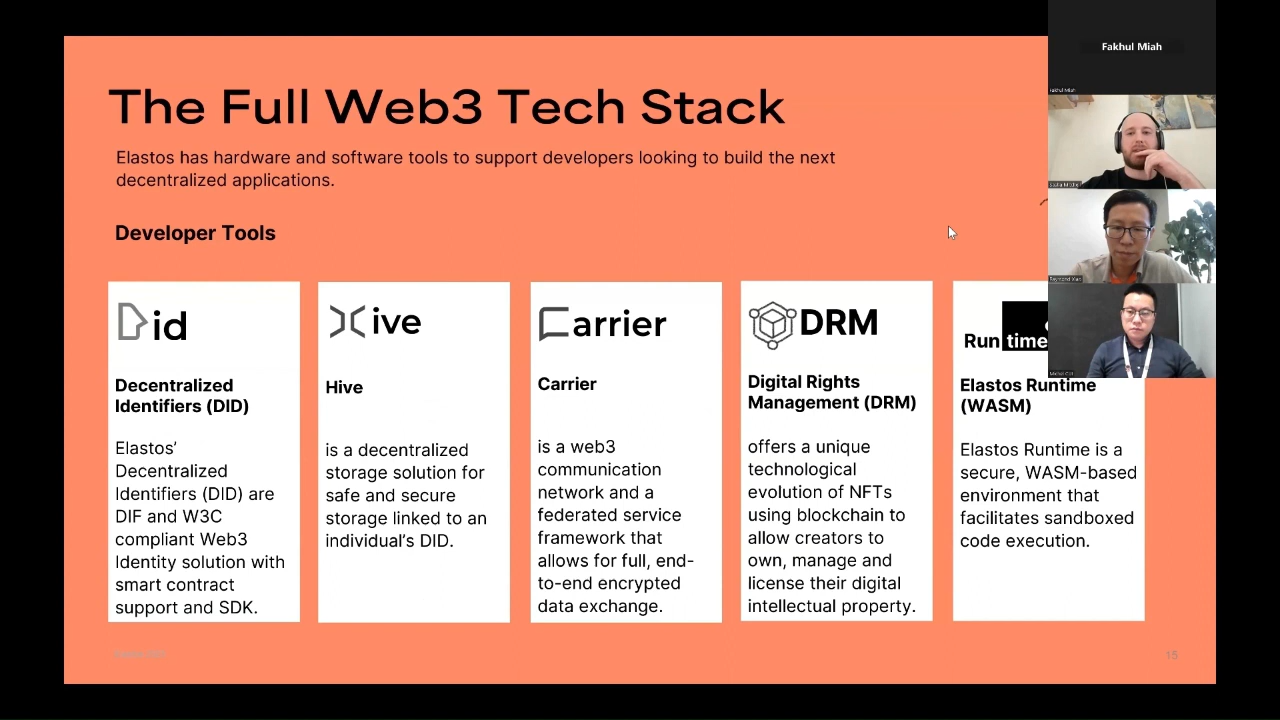 Fakhul Miah
Fakhul Miah
The Full Web3 Tech Stack
Elastos has hardware and software tools to support developers looking to build the next
decentralized applications.
Developer Tools
id
Decentralized
Identifiers (DID)
Elastos’
Decentralized
Identifiers (DID) are
DIF and W3C
compliant Web3
Identity solution with
smart contract
support and SDK.
ive
Hive
is a decentralized
storage solution for
safe and secure
storage linked to an
individual’s DID.
arrier
Carrier
is a web3
communication
network and a
federated service
framework that
allows for full, end-
to-end encrypted
data exchange.
DRM
Digital Rights
Management (DRM)
offers a unique
technological
evolution of NFTs
using blockchain to
allow creators to
own, manage and
license their digital
intellectual property.
Run time
Elastos Runtime
(WASM)
Elastos Runtime is a
secure, WASM-based
environment that
facilitates sandboxed
code execution.
15